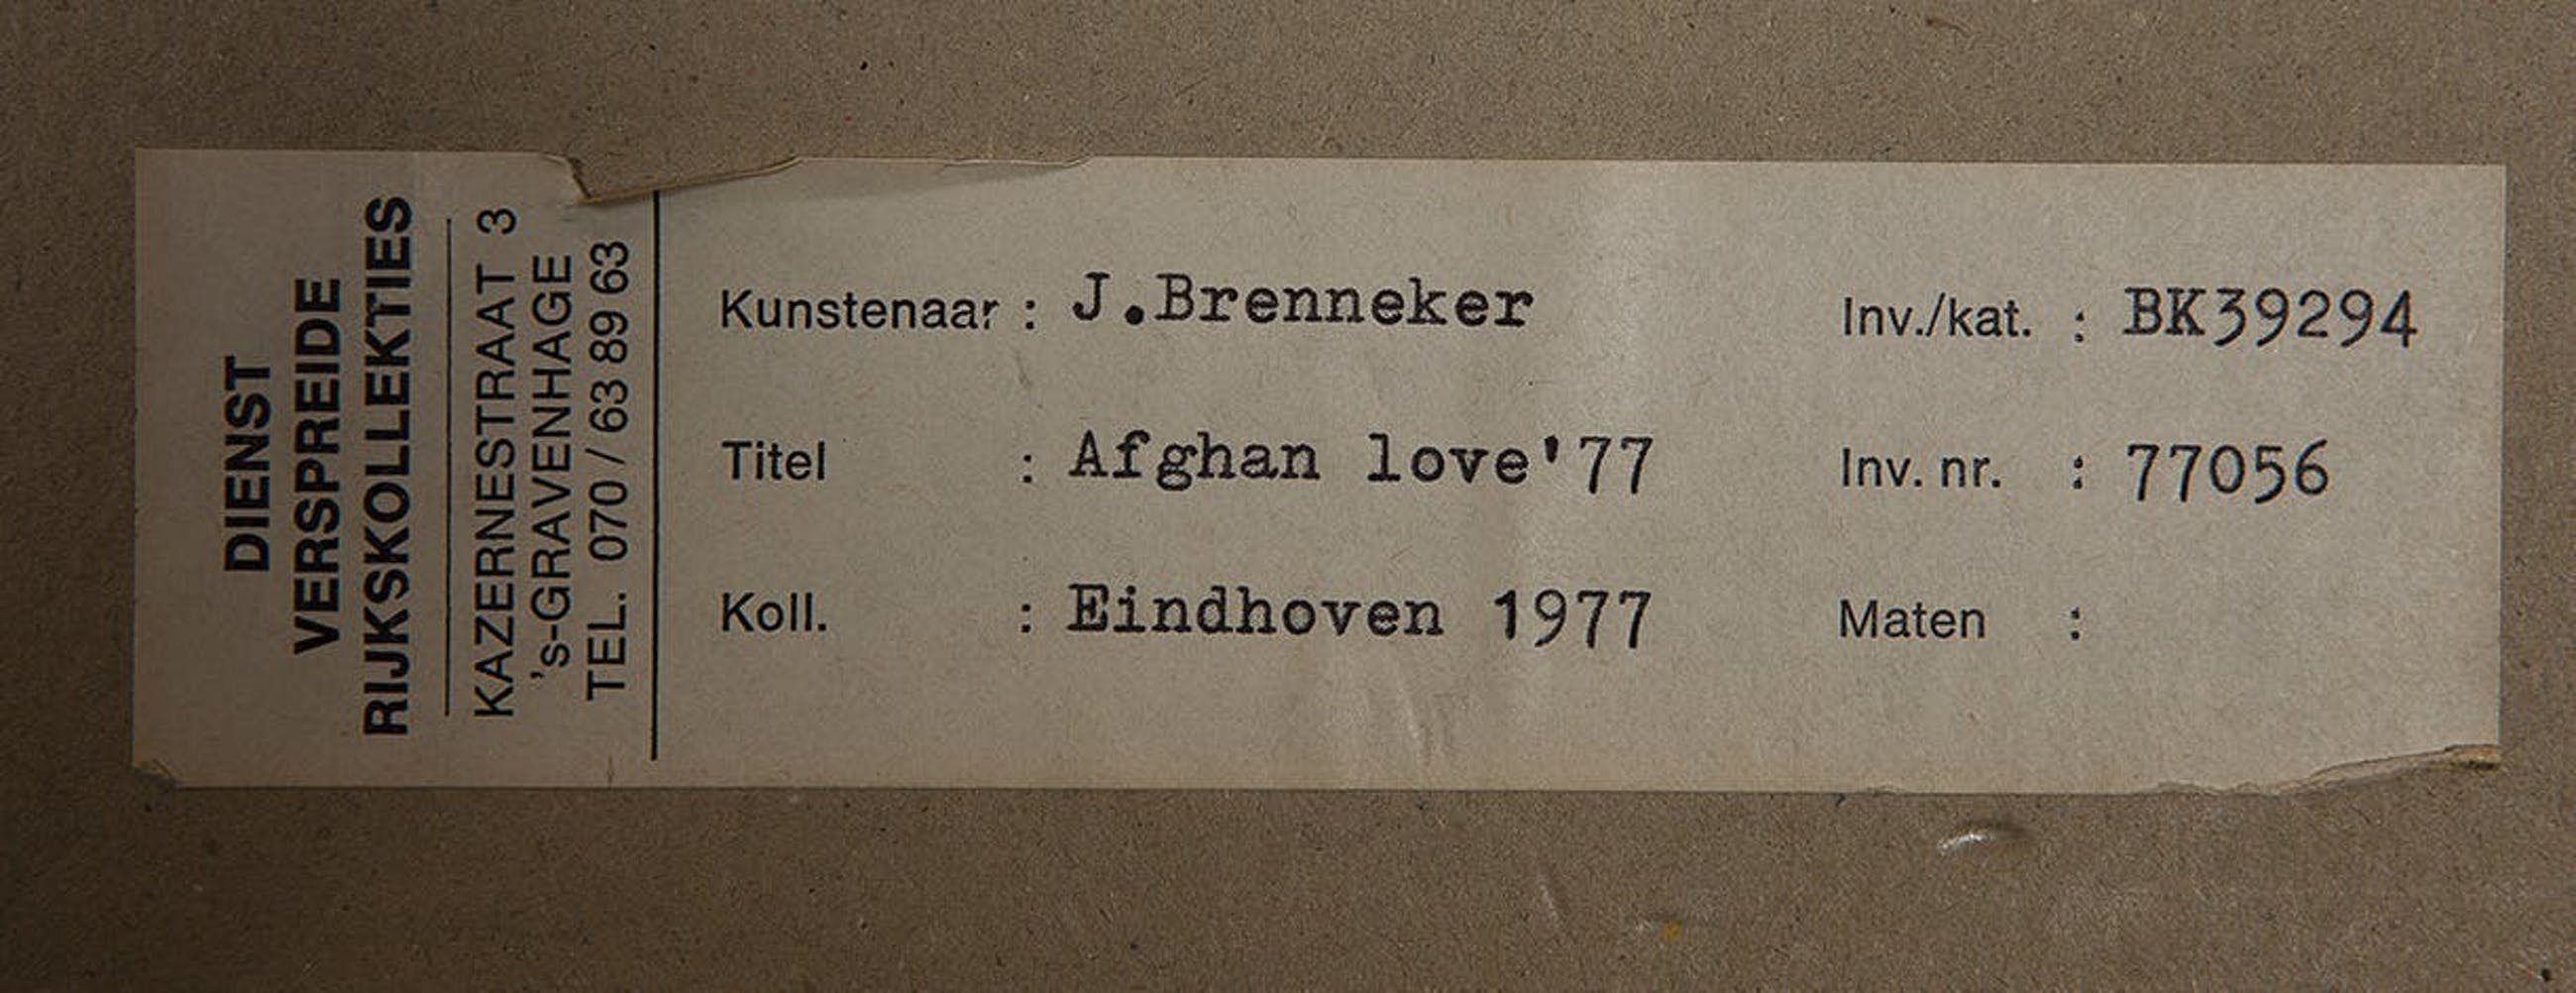 DIENST
VERSPREIDE
RIJKSKOLLEKTIES
KAZERNESTRAAT 3
's-GRAVENHAGE
TEL. 070 / 63 89 63
Kunstenaar : J.Brenneker
Titel : Afghan love'77
Koll. : Eindhoven 1977
Inv./kat. : BK39294
Inv. nr. : 77056
Maten :